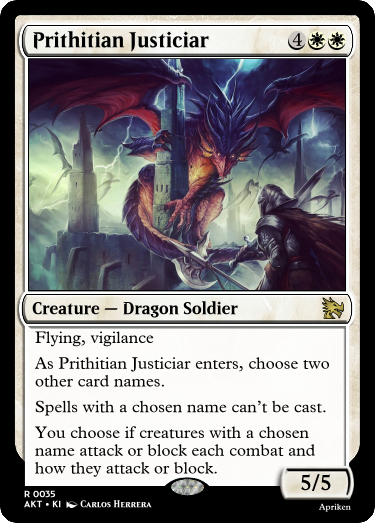 Prithitian Justiciar 4
Creature — Dragon Soldier
Flying, vigilance
As Prithitian Justiciar enters, choose two
other card names.
Spells with a chosen name can't be cast.
You choose if creatures with a chosen
name attack or block each combat and
how they attack or block.
5/5
R 0035
AKT • KI Carlos Herrera
Apriken